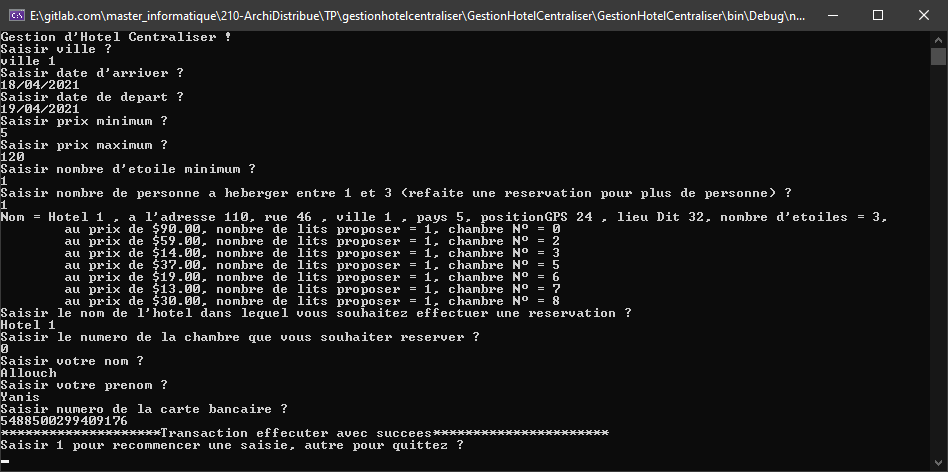 E:\gitlab.com\master_informatique\210-ArchiDistribue\TP\gestionhotelcentraliser\GestionHotelCentraliser\GestionHotelCentraliser\bin\Debug\n...
Gestion d'Hotel Centraliser !
Saisir ville ?
ville 1
Saisir date d'arriver ?
18/04/2021
Saisir date de depart ?
19/04/2021
Saisir prix minimum ?
5
Saisir prix maximum ?
120
Saisir nombre d'etoile minimum ?
1
Saisir nombre de personne a heberger entre 1 et 3 (refaite une reservation pour plus de personne) ?
1
Nom = Hotel 1 , a l'adresse 110, rue 46 , ville 1 , pays 5, positionGPS 24 , lieu Dit 32, nombre d'etoiles = 3,
au prix de $90.00, nombre de lits proposer = 1, chambre Nº = 0
au prix de $59.00, nombre de lits proposer = 1, chambre Nº = 2
au prix de $14.00, nombre de lits proposer = 1, chambre Nº = 3
au prix de $37.00, nombre de lits proposer = 1, chambre Nº = 5
au prix de $19.00, nombre de lits proposer = 1, chambre Nº = 6
au prix de $13.00, nombre de lits proposer = 1, chambre Nº = 7
au prix de $30.00, nombre de lits proposer = 1, chambre Nº = 8
Saisir le nom de l'hotel dans lequel vous souhaitez effectuer une reservation ?
Hotel 1
Saisir le numero de la chambre que vous souhaiter reserver ?
0
Saisir votre nom ?
Allouch
Saisir votre prenom ?
Yanis
Saisir numero de la carte bancaire ?
5488500299409176
********************Transaction effecuter avec succees**********************
Saisir 1 pour recommencer une saisie, autre pour quittez ?